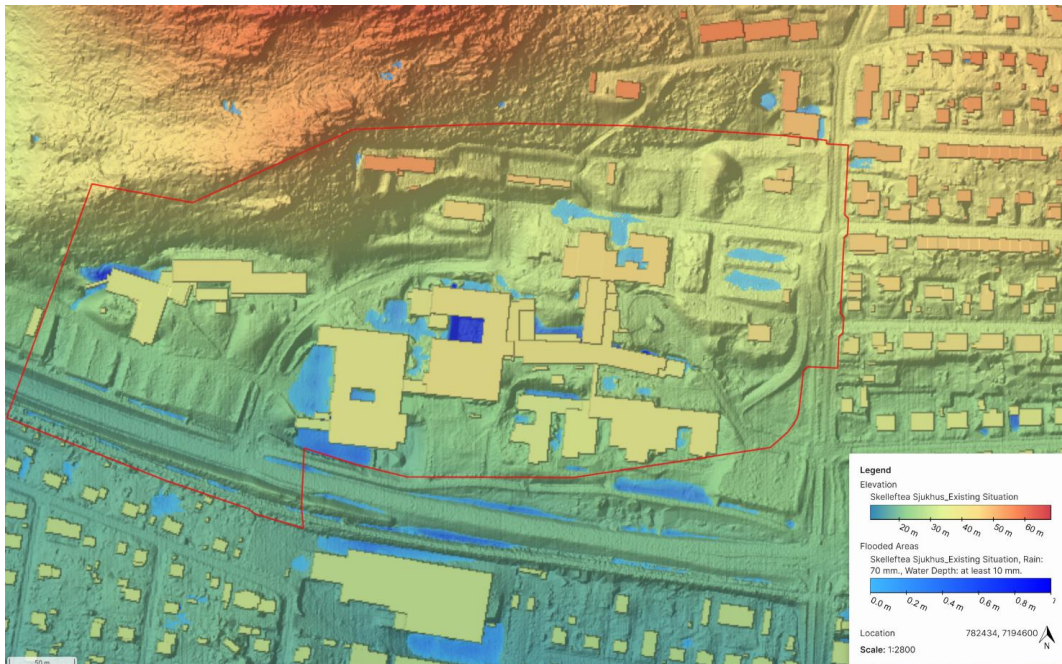 Legend
Elevation
Skelleftea Sjukhus_Existing Situation
20 m 30 m 40 m 50 m 60 m
Flooded Areas
Skelleftea Sjukhus_Existing Situation, Rain:
70 mm., Water Depth: at least 10 mm.
0.0 m 0.2 m 0.4 m 0.6 m 0.8 m
Location 782434, 7194600
Scale: 1:2800
N
50 m